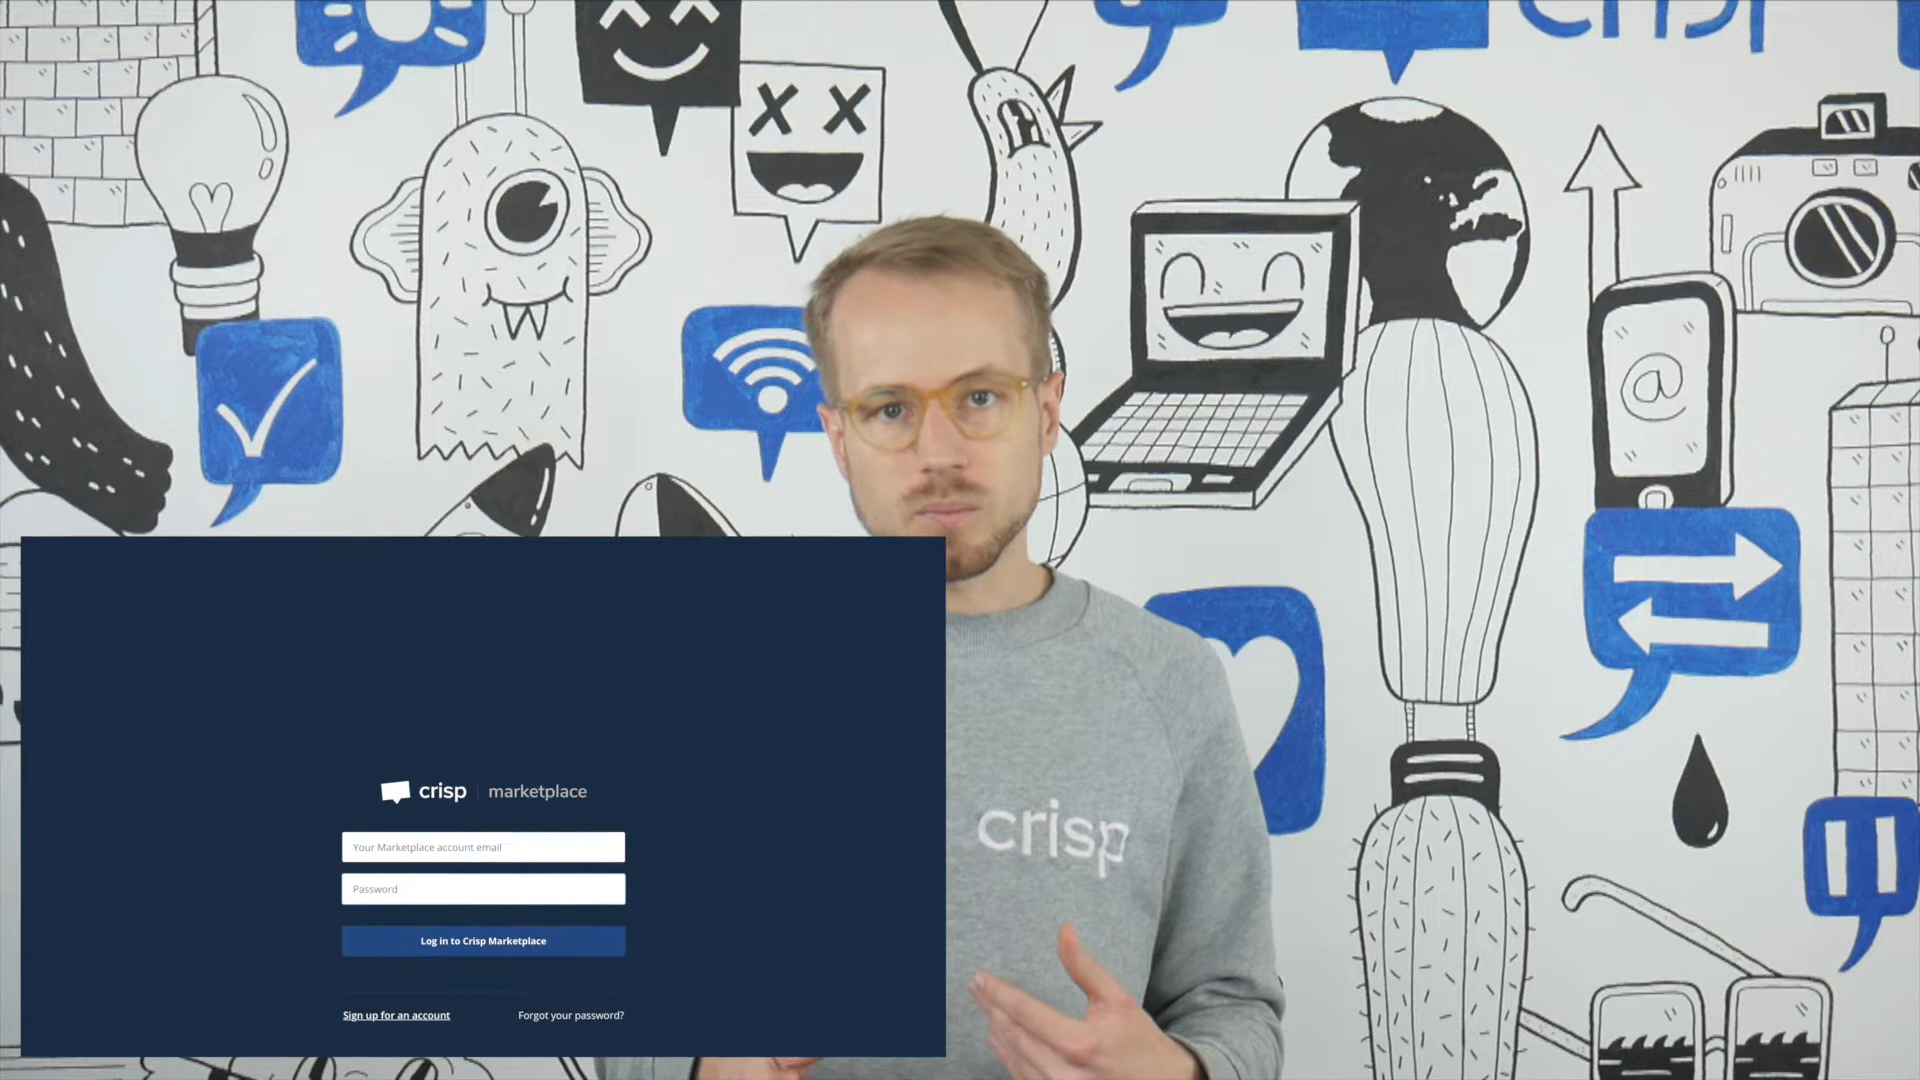 crisp
@
crisp | marketplace
Your Marketplace account email
Password
Log in to Crisp Marketplace
Sign up for an account
Forgot your password?
crisp